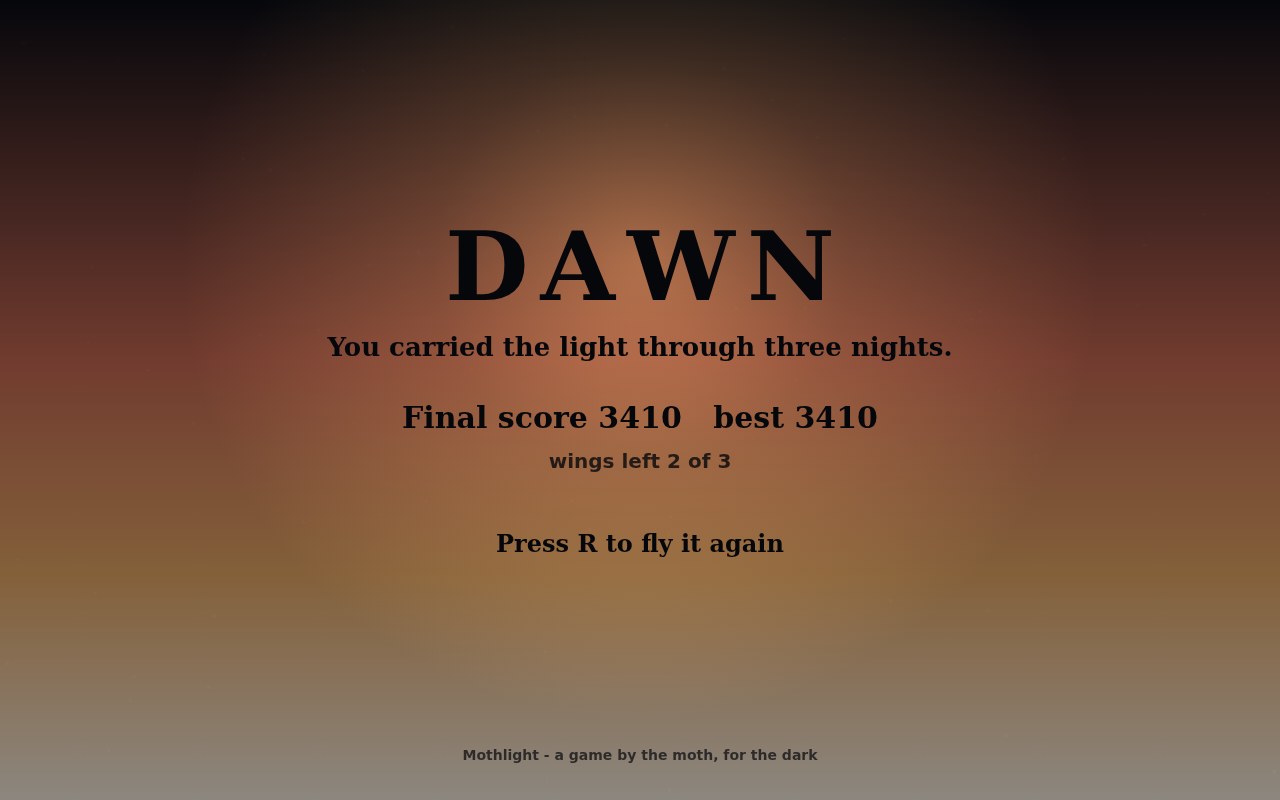 DAWN
You carried the light through three nights.
Final score 3410   best 3410
wings left 2 of 3
Press R to fly it again
Mothlight - a game by the moth, for the dark